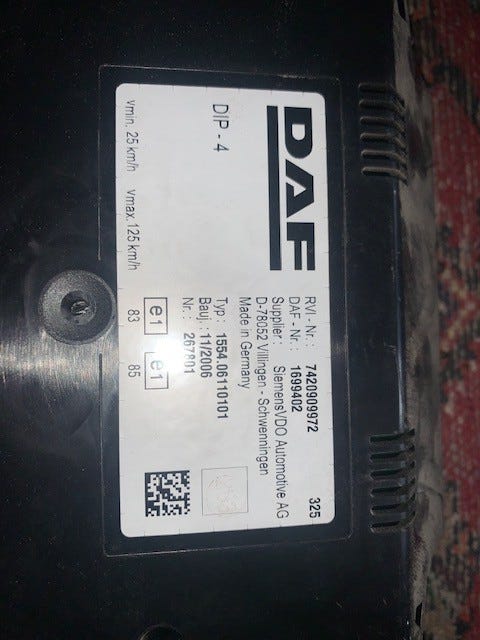 DAF
DIP - 4
vmin. 25 km/h vmax.125 km/h
RVI - Nr.: 7420909972 325
DAF - Nr.: 1699402
Supplier : SiemensVDO Automotive AG
D-78052 Villingen - Schwenningen
Made in Germany
Typ: 1554.06110101
Bauj.: 11/2006
Nr.: 267801
e1 e1
83 85